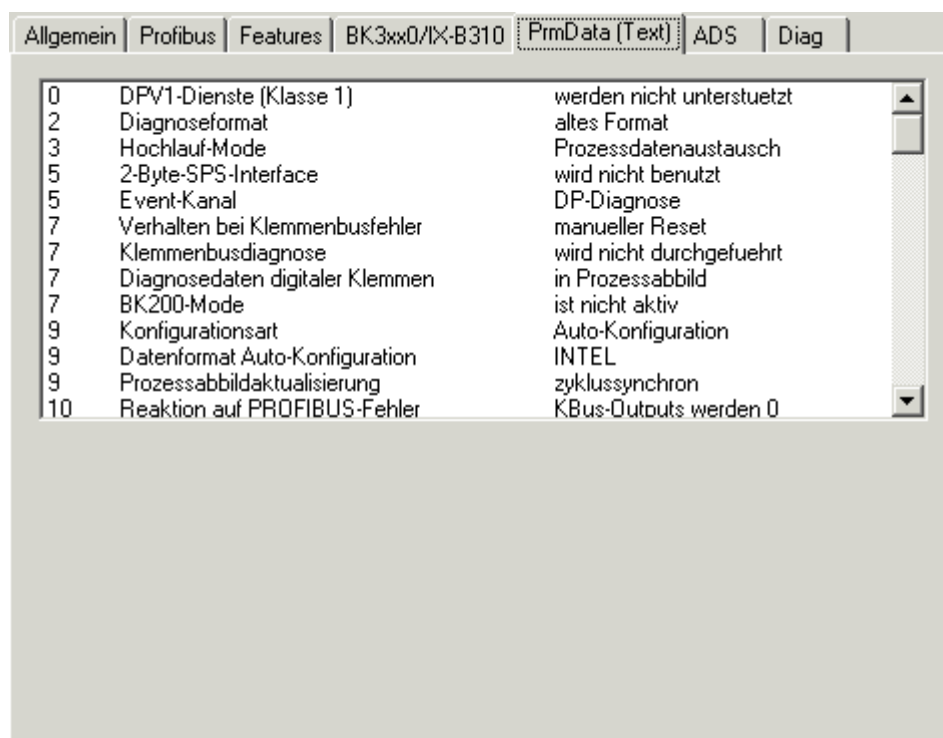 Allgemein Profibus Features BK3xx0/IX-B310 PrmData (Text) ADS Diag
0 DPV1-Dienste (Klasse 1) werden nicht unterstuetzt
2 Diagnoseformat altes Format
3 Hochlauf-Mode Prozessdatenaustausch
5 2-Byte-SPS-Interface wird nicht benutzt
5 Event-Kanal DP-Diagnose
7 Verhalten bei Klemmenbusfehler manueller Reset
7 Klemmenbusdiagnose wird nicht durchgefuehrt
7 Diagnosedaten digitaler Klemmen in Prozessabbild
7 BK200-Mode ist nicht aktiv
9 Konfigurationsart Auto-Konfiguration
9 Datenformat Auto-Konfiguration INTEL
9 Prozessabbildaktualisierung zyklussynchron
10 Reaktion auf PROFIBUS-Fehler KBus-Outputs werden 0